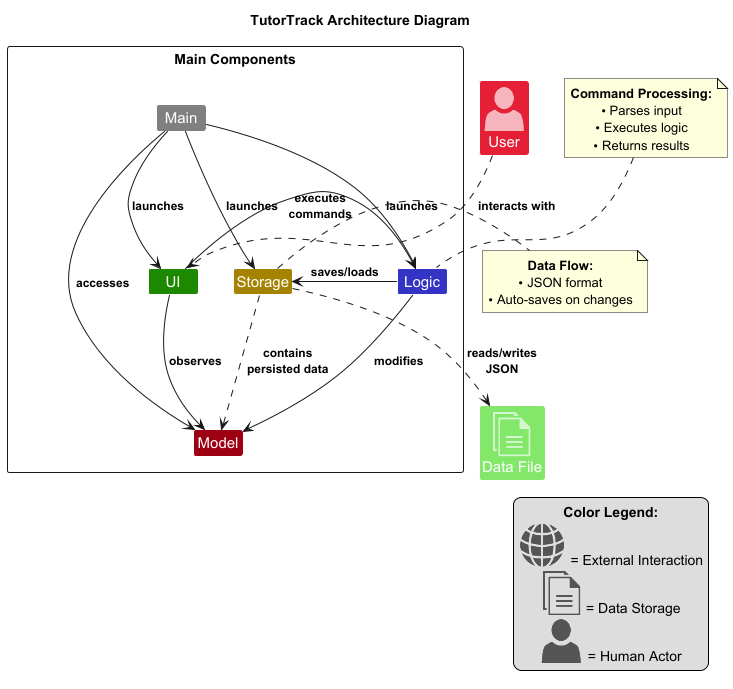 TutorTrack Architecture Diagram
Main Components
Main
User
Command Processing:
• Parses input
• Executes logic
• Returns results
launches
launches
executes
commands
launches
interacts with
accesses
UI
Storage
saves/loads
Logic
Data Flow:
• JSON format
• Auto-saves on changes
observes
contains
persisted data
modifies
reads/writes
JSON
Model
Data File
Color Legend:
= External Interaction
= Data Storage
= Human Actor